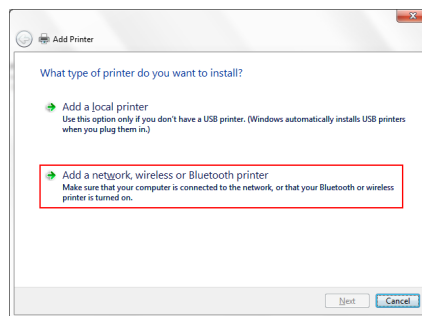 Add Printer
What type of printer do you want to install?
Add a local printer
Use this option only if you don't have a USB printer. (Windows automatically installs USB printers
when you plug them in.)
Add a network, wireless or Bluetooth printer
Make sure that your computer is connected to the network, or that your Bluetooth or wireless
printer is turned on.
Next Cancel